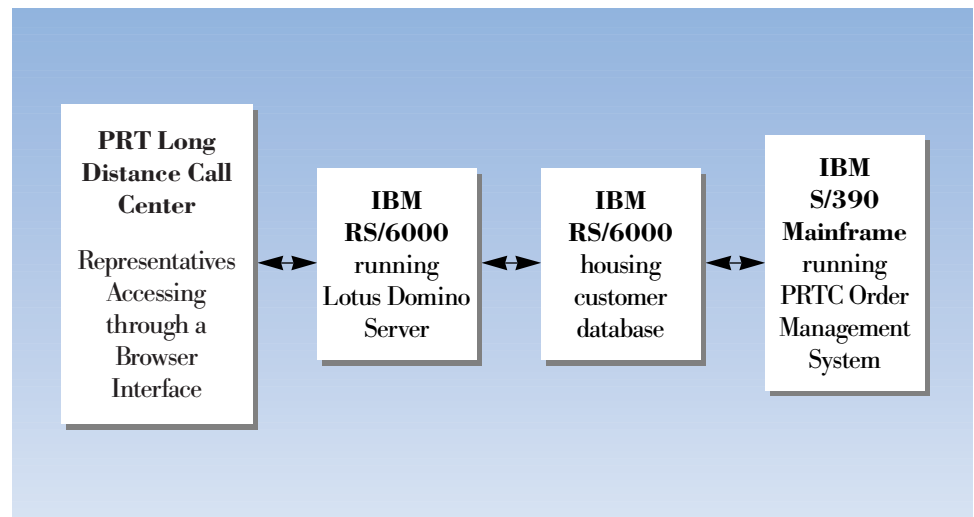 PRT Long
Distance Call
Center
Representatives
Accessing
through a
Browser
Interface
IBM
RS/6000
running
Lotus Domino
Server
IBM
RS/6000
housing
customer
database
IBM
S/390
Mainframe
running
PRTC Order
Management
System